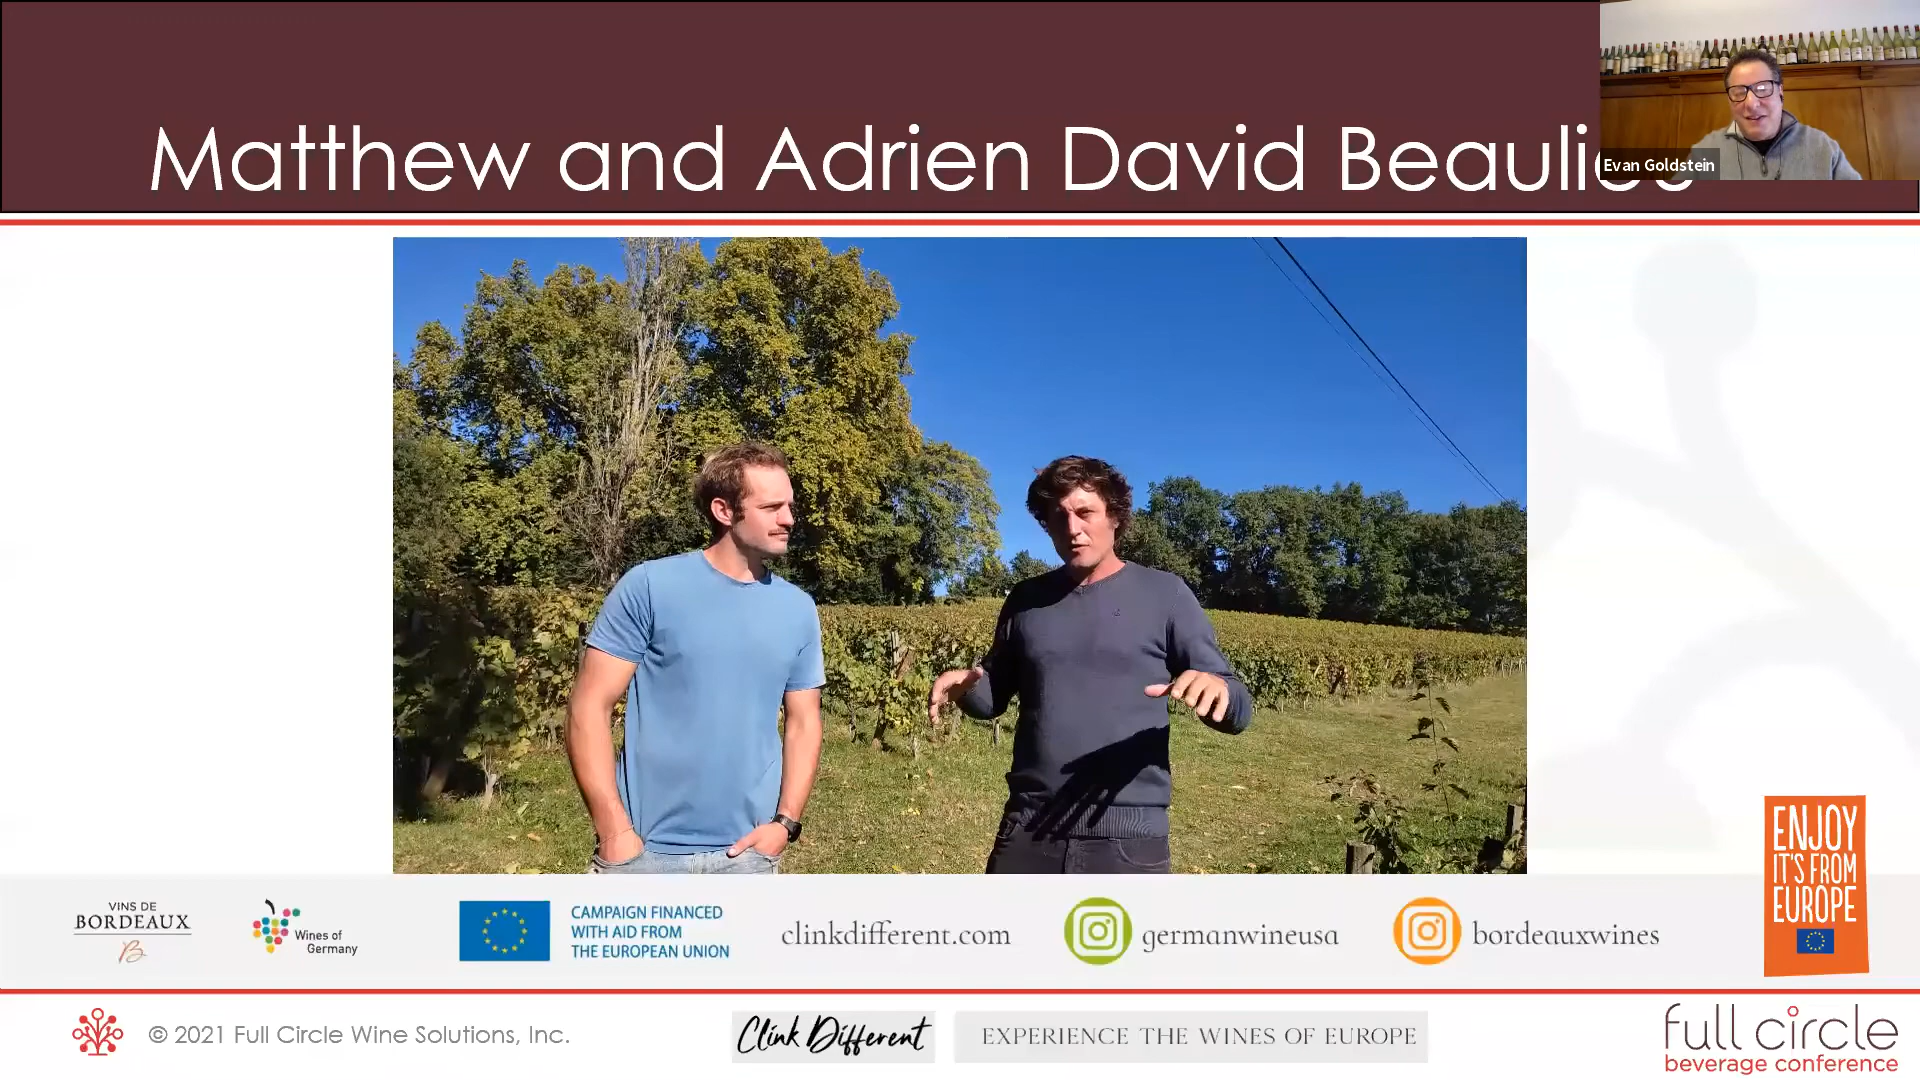 Matthew and Adrien David
Evan Goldstein
VINS DE
BORDEAUX
B
Wines of
Germany
CAMPAIGN FINANCED
WITH AID FROM
THE EUROPEAN UNION
clinkdifferent.com
germanwineusa
bordeauxwines
ENJOY
IT'S FROM
EUROPE
© 2021 Full Circle Wine Solutions, Inc.
Clink Different
EXPERIENCE THE WINES OF EUROPE
full circle
beverage conference